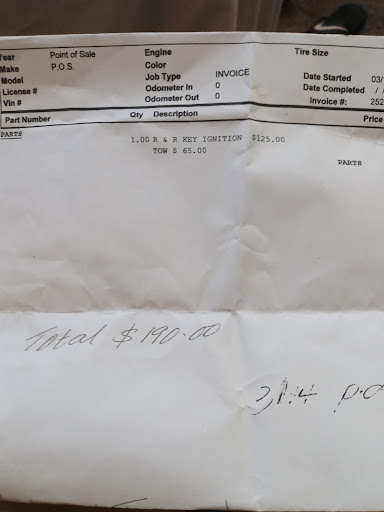 Year Point of Sale Engine Tire Size
Make P.O.S. Color
Model Job Type INVOICE Date Started 03/
License # Odometer In 0 Date Completed / /
Vin # Odometer Out 0 Invoice #: 252
Part Number Qty Description Price
PARTS 1.00 R & R KEY IGNITION $125.00
TOW $ 65.00
PARTS
Total $190.00